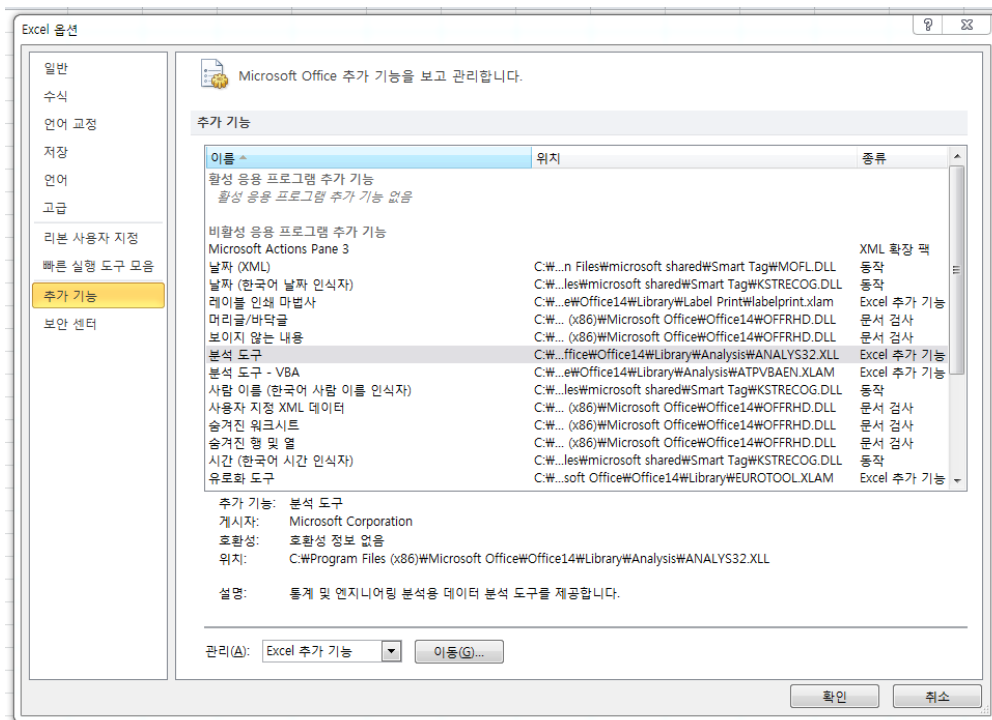 Excel 옵션
일반
수식
언어 교정
저장
언어
고급
리본 사용자 지정
빠른 실행 도구 모음
추가 기능
보안 센터
Microsoft Office 추가 기능을 보고 관리합니다.
추가 기능
이름 위치 종류
활성 응용 프로그램 추가 기능
활성 응용 프로그램 추가 기능 없음
비활성 응용 프로그램 추가 기능
Microsoft Actions Pane 3 XML 확장 팩
날짜 (XML) C:₩...n Files₩microsoft shared₩Smart Tag₩MOFL.DLL 동작
날짜 (한국어 날짜 인식자) C:₩...les₩microsoft shared₩Smart Tag₩KSTRECOG.DLL 동작
레이블 인쇄 마법사 C:₩...e₩Office14₩Library₩Label Print₩labelprint.xlam Excel 추가 기능
머리글/바닥글 C:₩... (x86)₩Microsoft Office₩Office14₩OFFRHD.DLL 문서 검사
보이지 않는 내용 C:₩... (x86)₩Microsoft Office₩Office14₩OFFRHD.DLL 문서 검사
분석 도구 C:₩...ffice₩Office14₩Library₩Analysis₩ANALYS32.XLL Excel 추가 기능
분석 도구 - VBA C:₩...e₩Office14₩Library₩Analysis₩ATPVBAEN.XLAM Excel 추가 기능
사람 이름 (한국어 사람 이름 인식자) C:₩...les₩microsoft shared₩Smart Tag₩KSTRECOG.DLL 동작
사용자 지정 XML 데이터 C:₩... (x86)₩Microsoft Office₩Office14₩OFFRHD.DLL 문서 검사
숨겨진 워크시트 C:₩... (x86)₩Microsoft Office₩Office14₩OFFRHD.DLL 문서 검사
숨겨진 행 및 열 C:₩... (x86)₩Microsoft Office₩Office14₩OFFRHD.DLL 문서 검사
시간 (한국어 시간 인식자) C:₩...les₩microsoft shared₩Smart Tag₩KSTRECOG.DLL 동작
유로화 도구 C:₩...soft Office₩Office14₩Library₩EUROTOOL.XLAM Excel 추가 기능
추가 기능: 분석 도구
게시자: Microsoft Corporation
호환성: 호환성 정보 없음
위치: C:₩Program Files (x86)₩Microsoft Office₩Office14₩Library₩Analysis₩ANALYS32.XLL
설명: 통계 및 엔지니어링 분석용 데이터 분석 도구를 제공합니다.
관리(A): Excel 추가 기능 이동(G)...
확인 취소